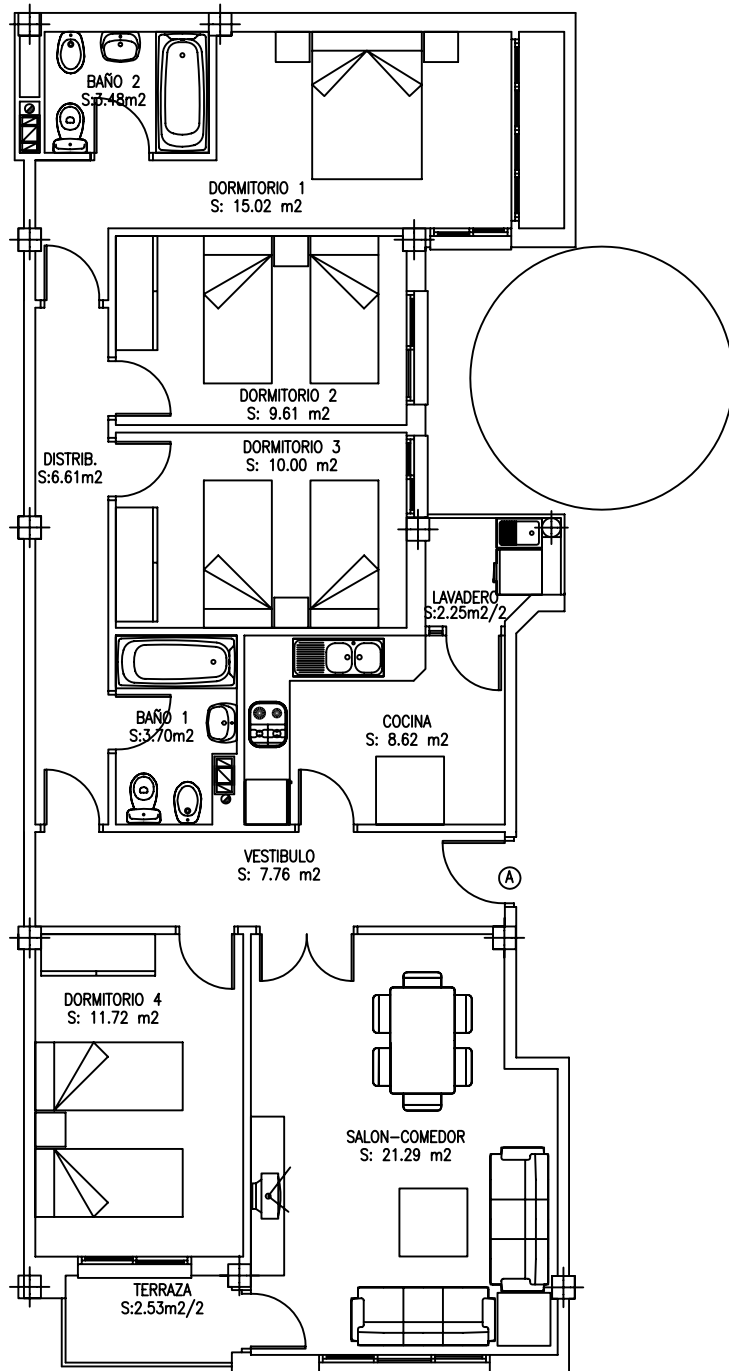 BAÑO 2
S:3.48m2
DORMITORIO 1
S: 15.02 m2
DORMITORIO 2
S: 9.61 m2
DORMITORIO 3
S: 10.00 m2
DISTRIB.
S:6.61m2
LAVADERO
S:2.25m2/2
BAÑO 1
S:3.70m2
COCINA
S: 8.62 m2
VESTIBULO
S: 7.76 m2
A
DORMITORIO 4
S: 11.72 m2
SALON-COMEDOR
S: 21.29 m2
TERRAZA
S:2.53m2/2